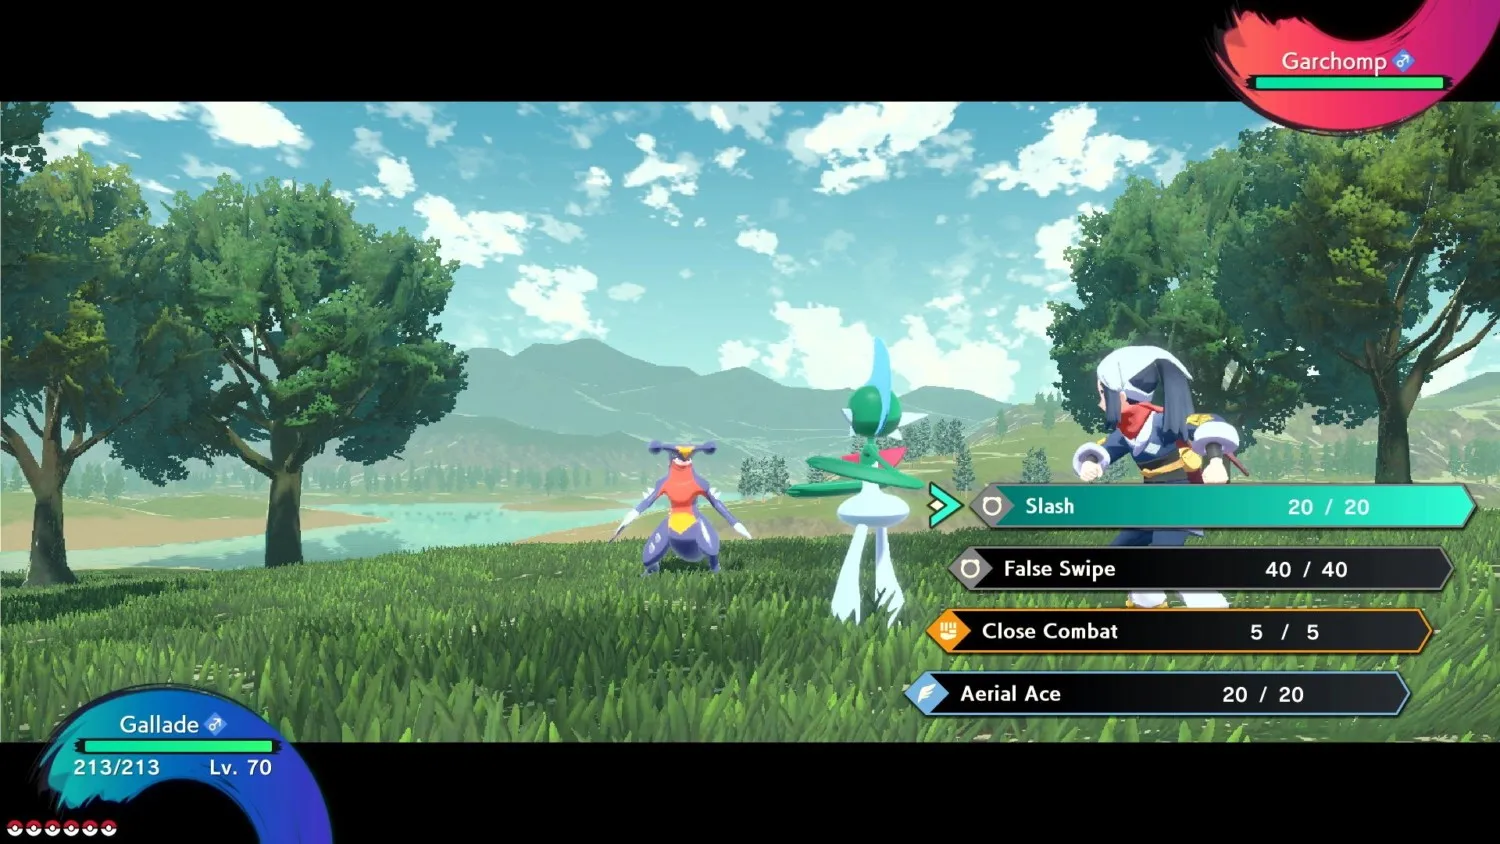 Garchomp ♂
Slash 20 / 20
False Swipe 40 / 40
Close Combat 5 / 5
Aerial Ace 20 / 20
Gallade ♂
213/213 Lv. 70